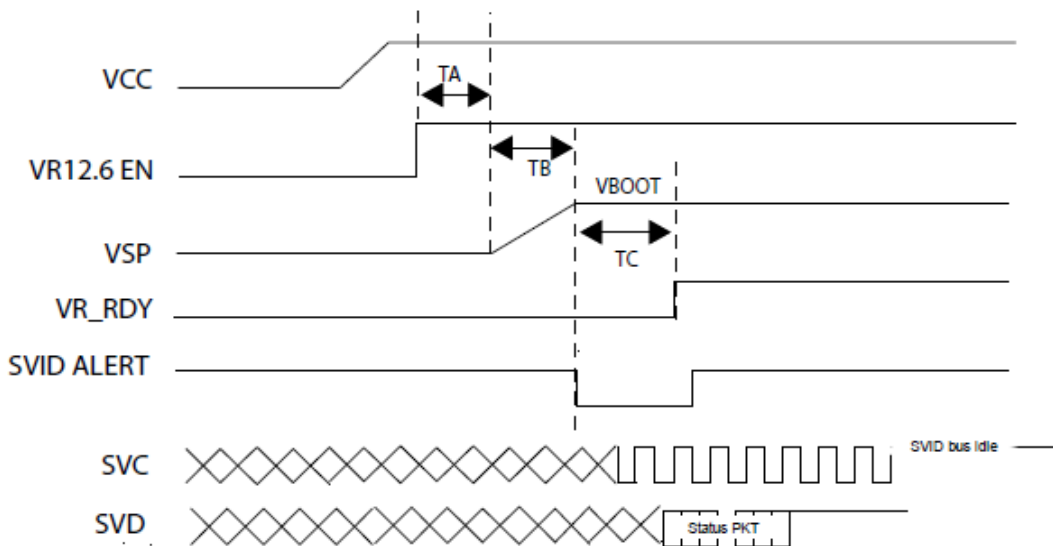 VCC
TA
VR12.6 EN
TB
VBOOT
VSP
TC
VR_RDY
SVID ALERT
SVC
SVID bus idle
SVD
Status PKT